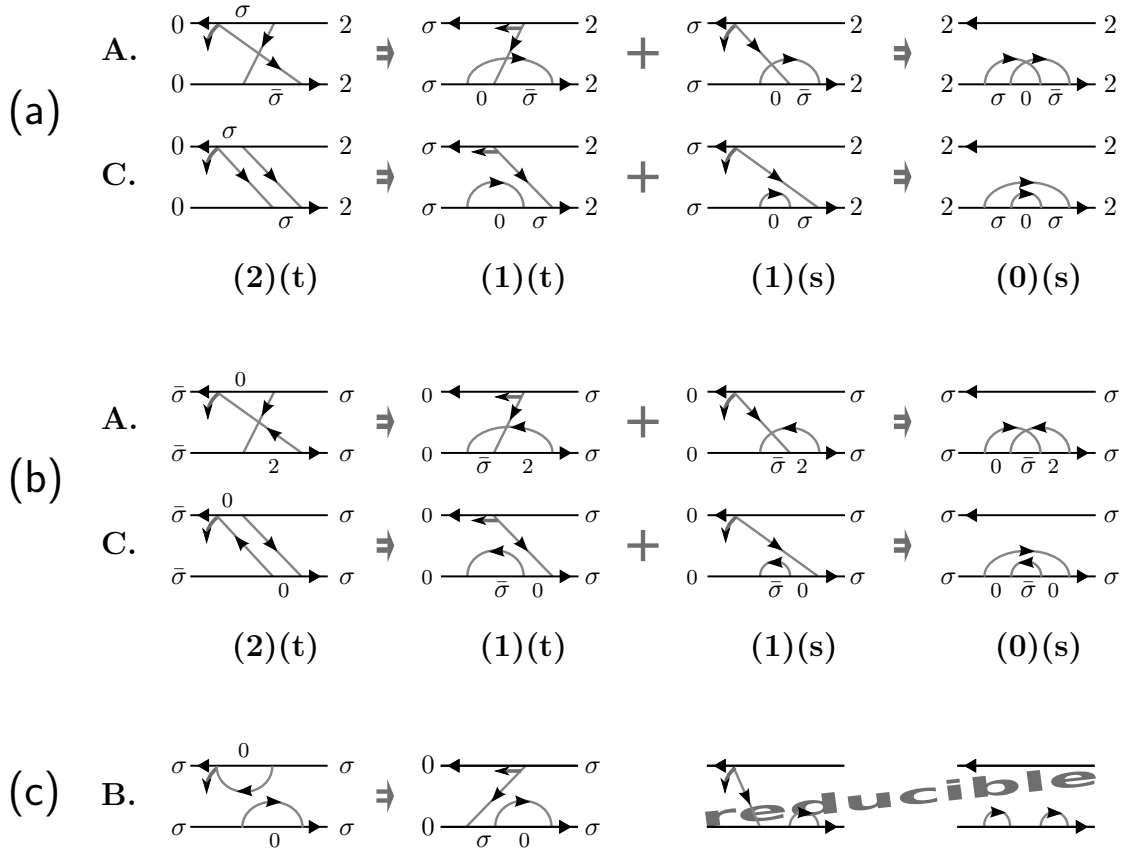 σ
0 2 σ 2 σ 2 2 2
A. ⇛ + ⇛
0 2 σ 2 σ 2 2 2
σ̄ 0 σ̄ 0 σ̄ σ 0 σ̄
(a)
σ
0 2 σ 2 σ 2 2 2
C. ⇛ + ⇛
0 2 σ 2 σ 2 2 2
σ 0 σ 0 σ σ 0 σ
(2)(t) (1)(t) (1)(s) (0)(s)
0
σ̄ σ 0 σ 0 σ σ σ
A. ⇛ + ⇛
σ̄ σ 0 σ 0 σ σ σ
2 σ̄ 2 σ̄ 2 0 σ̄ 2
(b)
0
σ̄ σ 0 σ 0 σ σ σ
C. ⇛ + ⇛
σ̄ σ 0 σ 0 σ σ σ
0 σ̄ 0 σ̄ 0 0 σ̄ 0
(2)(t) (1)(t) (1)(s) (0)(s)
0
σ σ 0 σ
(c) B. ⇛ reducible
σ σ 0 σ
0 σ 0